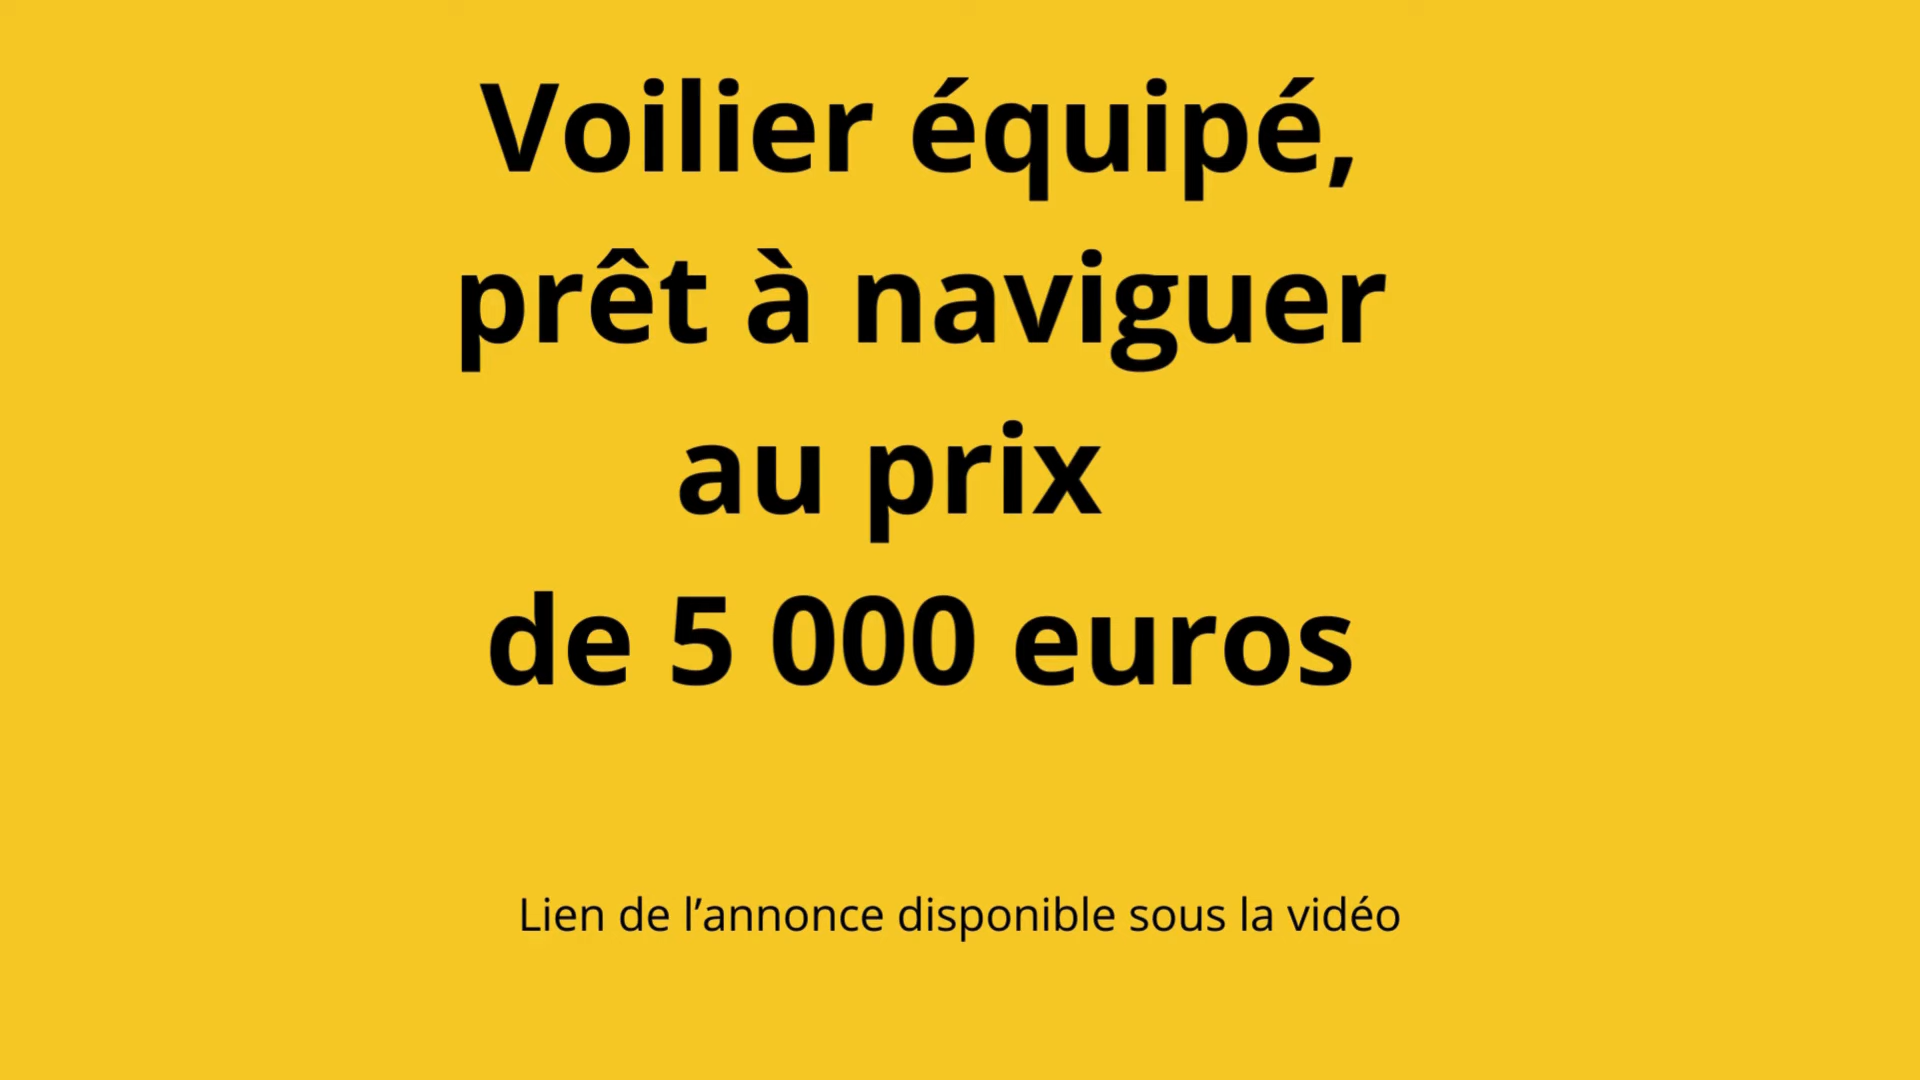 Voilier équipé,
prêt à naviguer
au prix
de 5 000 euros
Lien de l’annonce disponible sous la vidéo